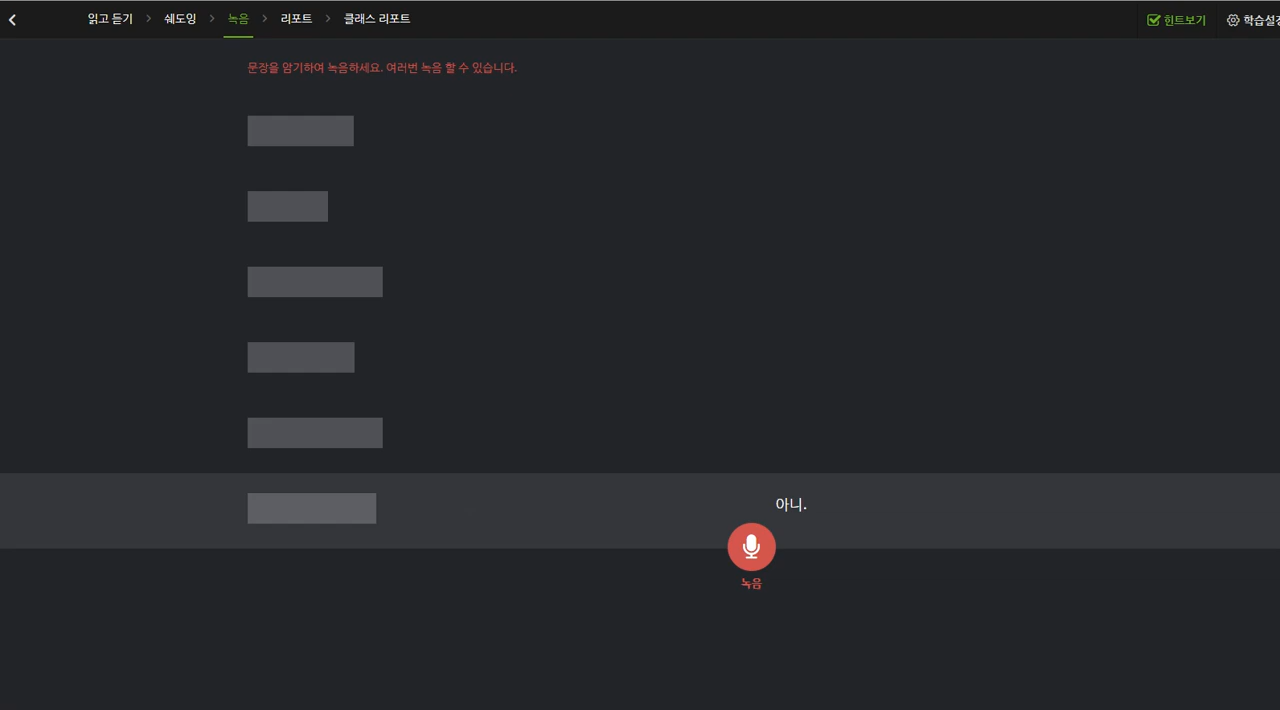 읽고 듣기 > 쉐도잉 > 녹음 > 리포트 > 클래스 리포트
힌트보기
학습설정
문장을 암기하여 녹음하세요. 여러번 녹음 할 수 있습니다.
아니.
녹음